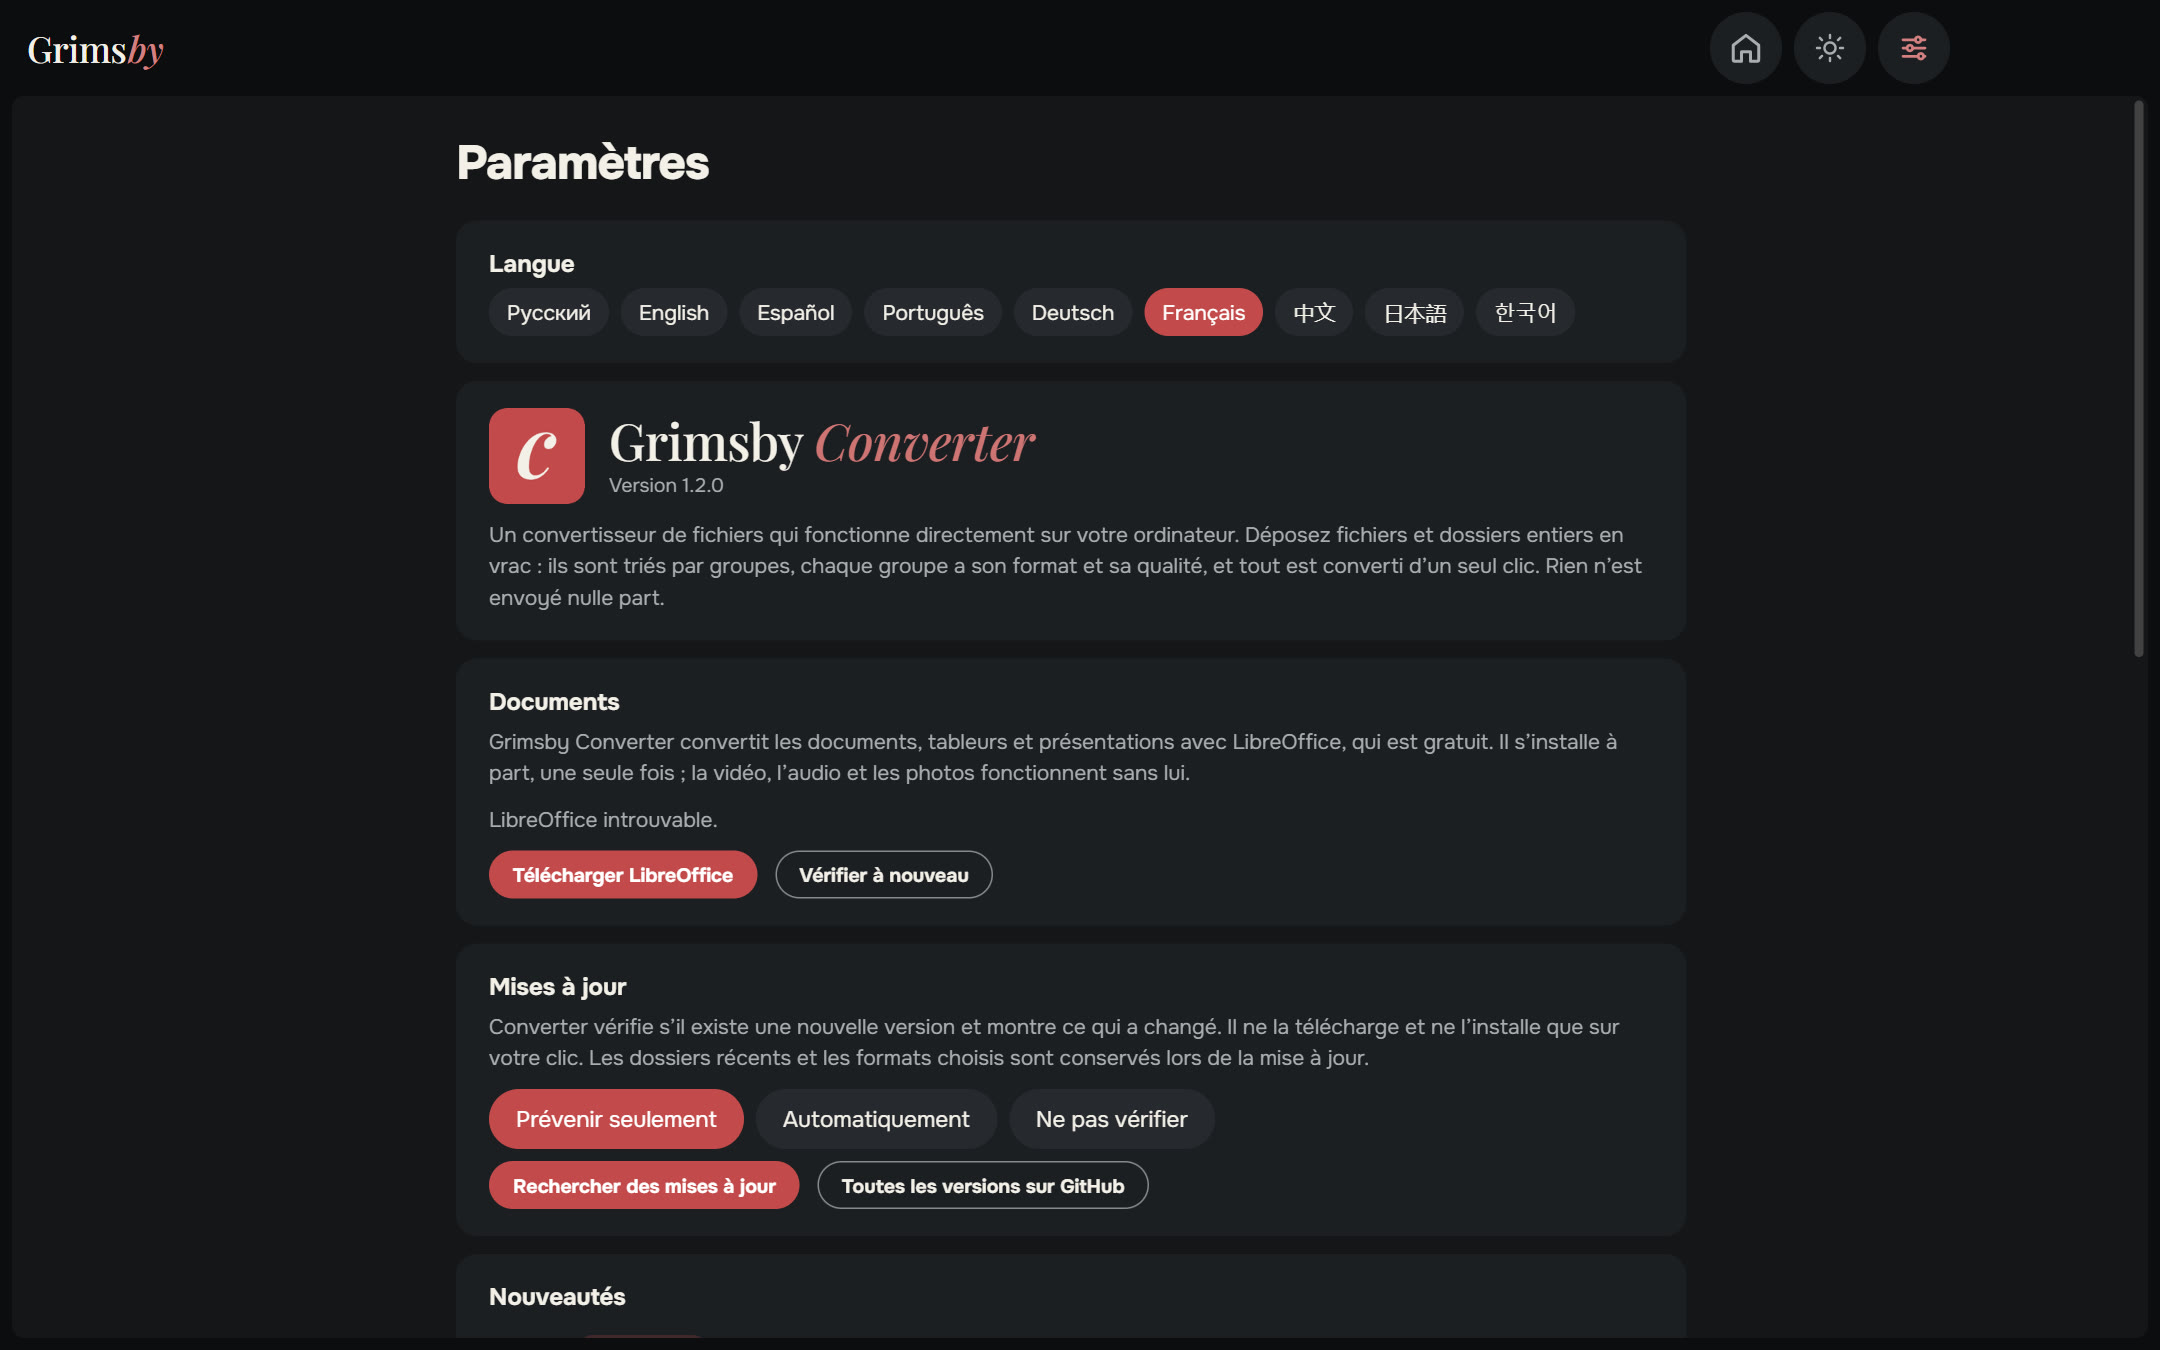 Grimsby
Paramètres
Langue
Русский English Español Português Deutsch Français 中文 日本語 한국어
C
Grimsby Converter
Version 1.2.0
Un convertisseur de fichiers qui fonctionne directement sur votre ordinateur. Déposez fichiers et dossiers entiers en
vrac : ils sont triés par groupes, chaque groupe a son format et sa qualité, et tout est converti d’un seul clic. Rien n’est
envoyé nulle part.
Documents
Grimsby Converter convertit les documents, tableurs et présentations avec LibreOffice, qui est gratuit. Il s’installe à
part, une seule fois ; la vidéo, l’audio et les photos fonctionnent sans lui.
LibreOffice introuvable.
Télécharger LibreOffice Vérifier à nouveau
Mises à jour
Converter vérifie s’il existe une nouvelle version et montre ce qui a changé. Il ne la télécharge et ne l’installe que sur
votre clic. Les dossiers récents et les formats choisis sont conservés lors de la mise à jour.
Prévenir seulement Automatiquement Ne pas vérifier
Rechercher des mises à jour Toutes les versions sur GitHub
Nouveautés